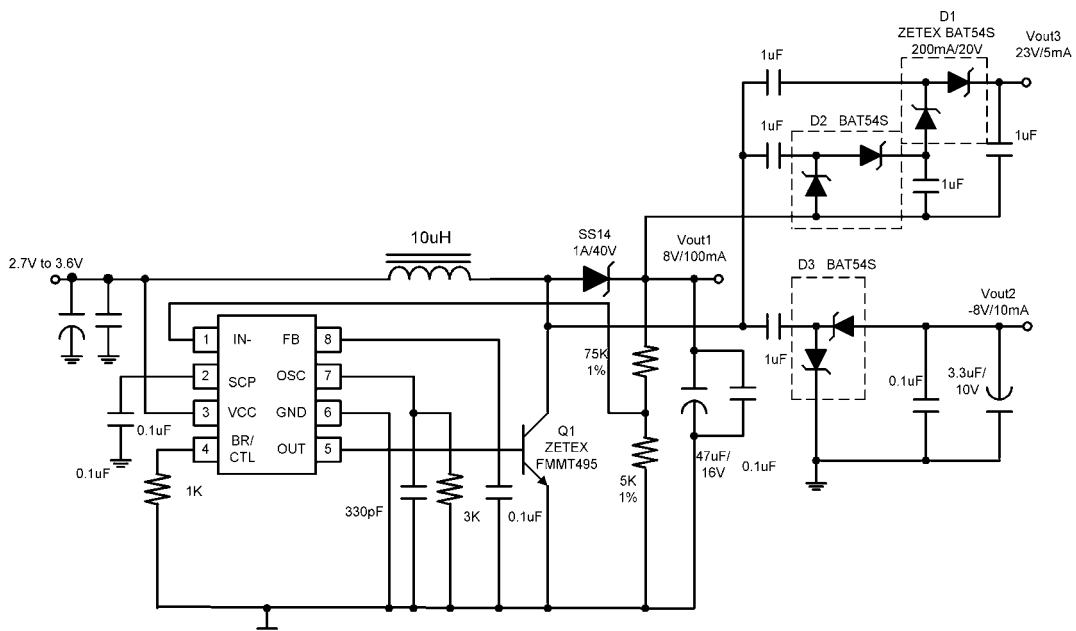 D1
ZETEX BAT54S
200mA/20V
Vout3
23V/5mA
1uF
1uF
D2 BAT54S
1uF
1uF
10uH
SS14
1A/40V
Vout1
8V/100mA
2.7V to 3.6V
D3 BAT54S
Vout2
-8V/10mA
1 IN- FB 8
2 SCP OSC 7
3 VCC GND 6
4 BR/
CTL OUT 5
75K
1%
1uF
0.1uF
3.3uF/
10V
0.1uF
0.1uF
1K
330pF
3K
0.1uF
Q1
ZETEX
FMMT495
5K
1%
47uF/
16V
0.1uF